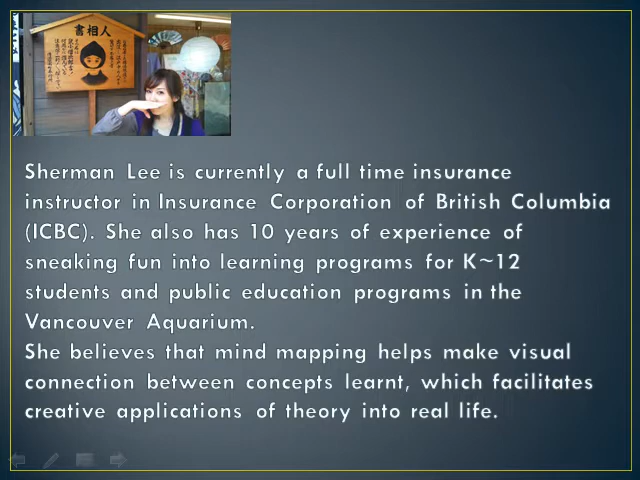 書相人
Sherman Lee is currently a full time insurance
instructor in Insurance Corporation of British Columbia
(ICBC). She also has 10 years of experience of
sneaking fun into learning programs for K~12
students and public education programs in the
Vancouver Aquarium.
She believes that mind mapping helps make visual
connection between concepts learnt, which facilitates
creative applications of theory into real life.